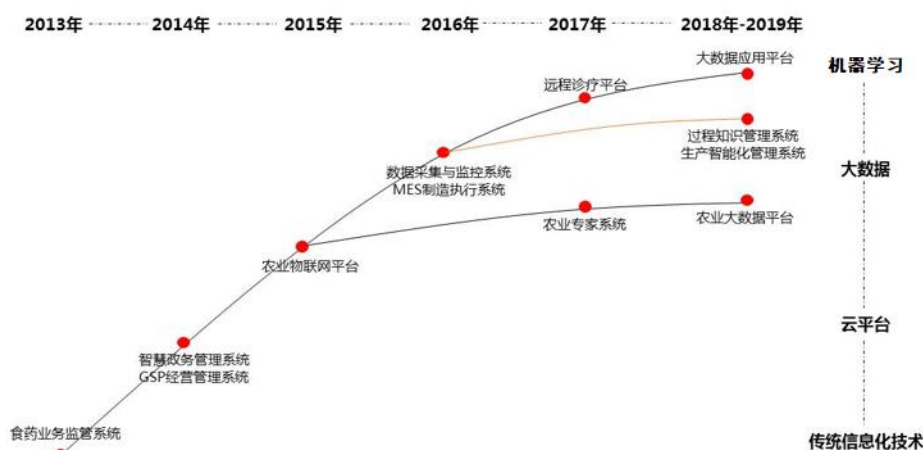 2013年 2014年 2015年 2016年 2017年 2018年-2019年
大数据应用平台
机器学习
远程诊疗平台
过程知识管理系统
生产智能化管理系统
数据采集与监控系统
MES制造执行系统
大数据
农业专家系统
农业大数据平台
农业物联网平台
云平台
智慧政务管理系统
GSP经营管理系统
食药业务监管系统
传统信息化技术